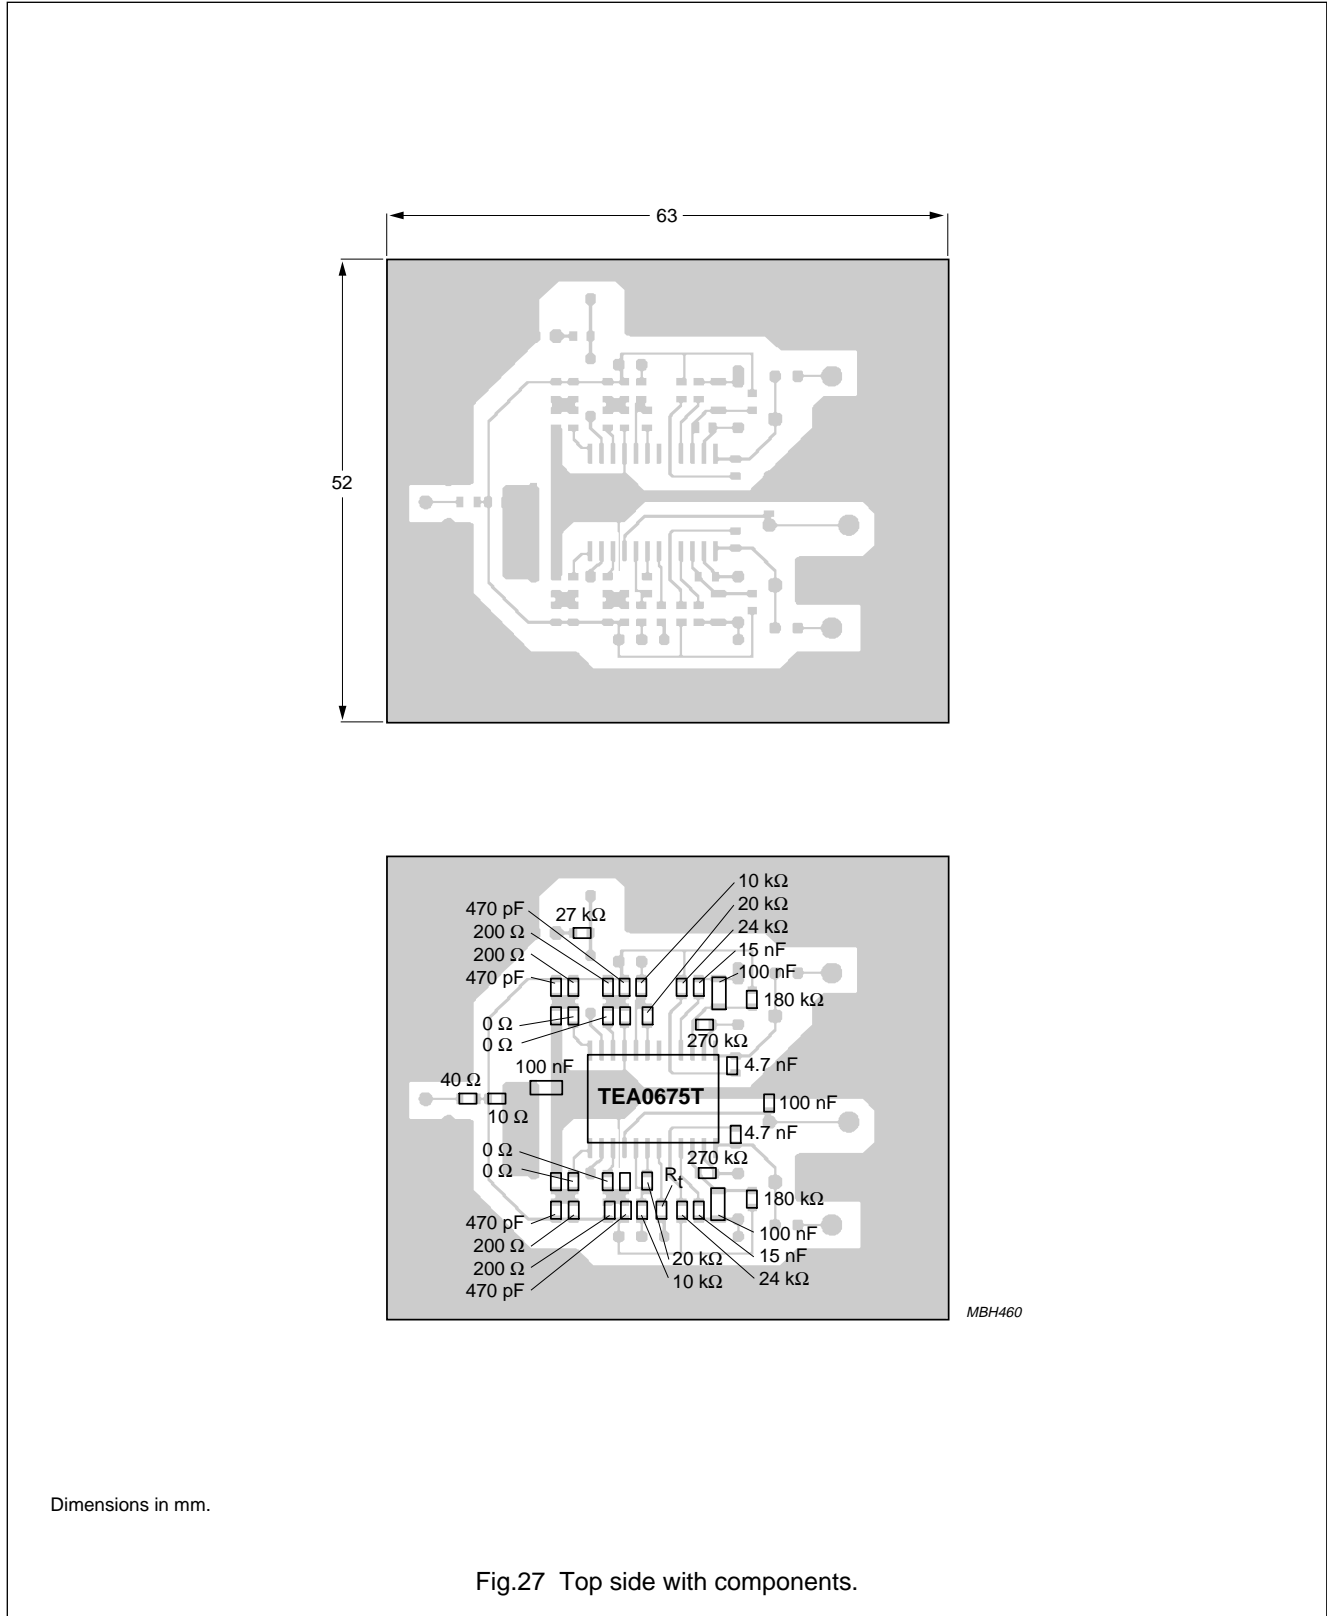 63
52
10 kΩ
470 pF
27 kΩ
20 kΩ
200 Ω
24 kΩ
200 Ω
15 nF
470 pF
100 nF
180 kΩ
0 Ω
270 kΩ
0 Ω
100 nF
4.7 nF
40 Ω
TEA0675T
100 nF
10 Ω
4.7 nF
0 Ω
270 kΩ
0 Ω
Rt
180 kΩ
470 pF
100 nF
200 Ω
15 nF
20 kΩ
200 Ω
24 kΩ
10 kΩ
470 pF
MBH460
Dimensions in mm.
Fig.27 Top side with components.